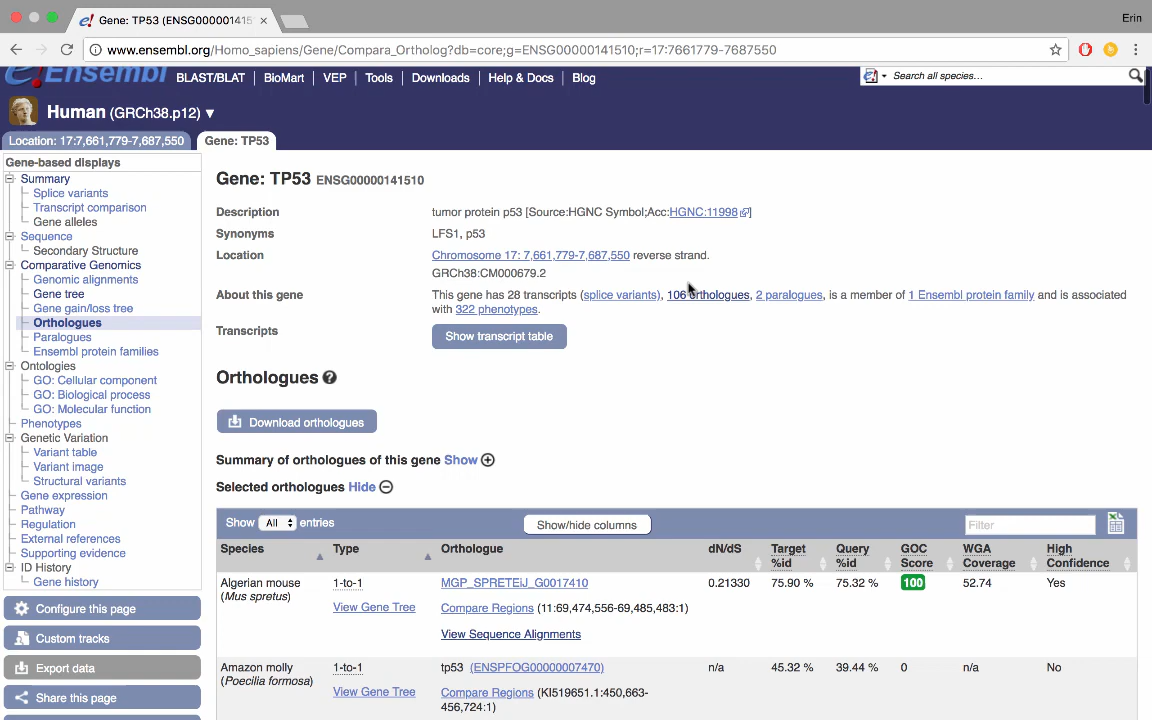 Gene: TP53 (ENSG000001415
Erin
www.ensembl.org/Homo_sapiens/Gene/Compara_Ortholog?db=core;g=ENSG00000141510;r=17:7661779-7687550
e!Ensembl BLAST/BLAT BioMart VEP Tools Downloads Help & Docs Blog
Search all species...
Human (GRCh38.p12) ▼
Location: 17:7,661,779-7,687,550 Gene: TP53
Gene-based displays
Summary
Splice variants
Transcript comparison
Gene alleles
Sequence
Secondary Structure
Comparative Genomics
Genomic alignments
Gene tree
Gene gain/loss tree
Orthologues
Paralogues
Ensembl protein families
Ontologies
GO: Cellular component
GO: Biological process
GO: Molecular function
Phenotypes
Genetic Variation
Variant table
Variant image
Structural variants
Gene expression
Pathway
Regulation
External references
Supporting evidence
ID History
Gene history
Configure this page
Custom tracks
Export data
Share this page
Gene: TP53 ENSG00000141510
Description tumor protein p53 [Source:HGNC Symbol;Acc:HGNC:11998]
Synonyms LFS1, p53
Location Chromosome 17: 7,661,779-7,687,550 reverse strand.
GRCh38:CM000679.2
About this gene This gene has 28 transcripts (splice variants), 106 orthologues, 2 paralogues, is a member of 1 Ensembl protein family and is associated
with 322 phenotypes.
Transcripts Show transcript table
Orthologues ?
Download orthologues
Summary of orthologues of this gene Show
Selected orthologues Hide
Show All entries Show/hide columns Filter
Species Type Orthologue dN/dS Target %id Query %id GOC Score WGA Coverage High Confidence
Algerian mouse 1-to-1 MGP_SPRETEiJ_G0017410 0.21330 75.90 % 75.32 % 100 52.74 Yes
(Mus spretus)
View Gene Tree Compare Regions (11:69,474,556-69,485,483:1)
View Sequence Alignments
Amazon molly 1-to-1 tp53 (ENSPFOG00000007470) n/a 45.32 % 39.44 % 0 n/a No
(Poecilia formosa)
View Gene Tree Compare Regions (KI519651.1:450,663-
456,724:1)